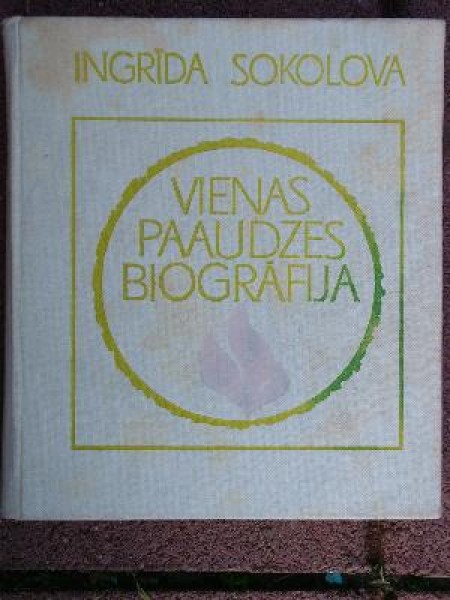 INGRĪDA SOKOLOVA
VIENAS
PAAUDZES
BIOGRĀFIJA